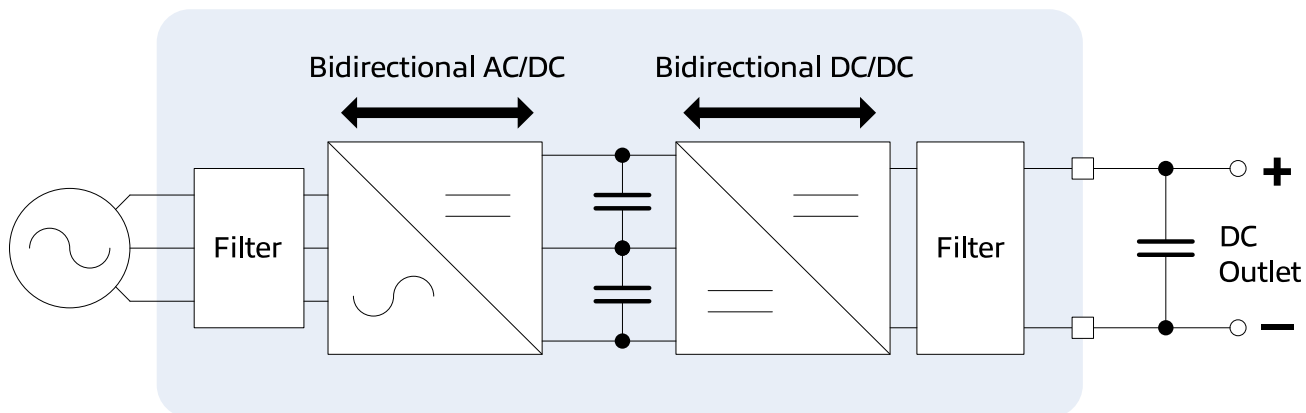 Bidirectional AC/DC
Bidirectional DC/DC
Filter
Filter
+
DC
Outlet
−